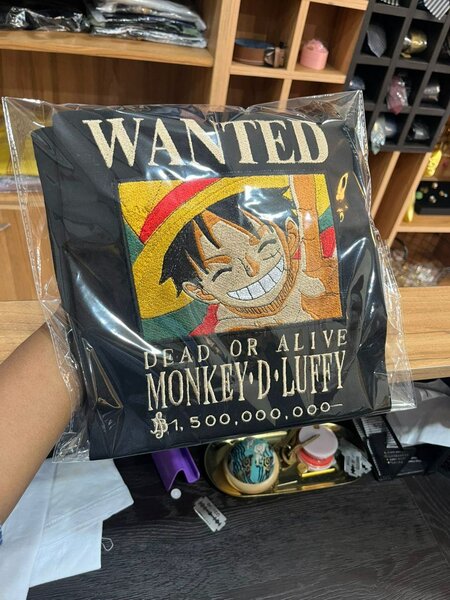 WANTED
DEAD OR ALIVE
MONKEY·D·LUFFY
฿1,500,000,000—